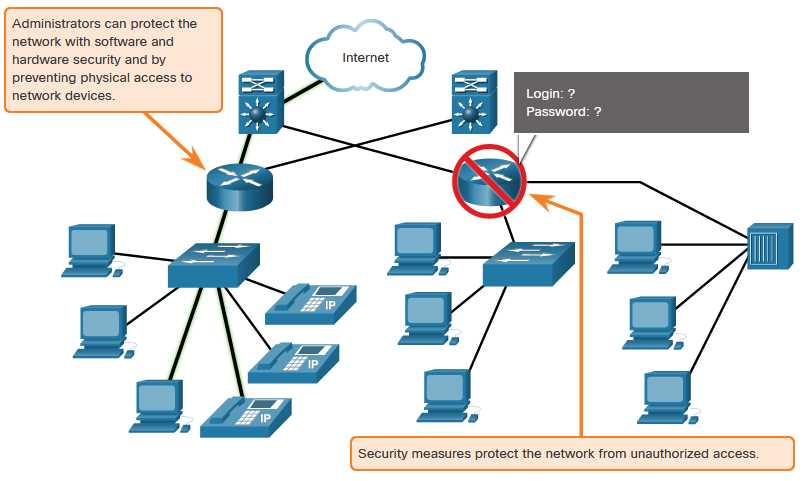 Administrators can protect the
network with software and
hardware security and by
preventing physical access to
network devices.
Internet
Login: ?
Password: ?
IP
IP
IP
Security measures protect the network from unauthorized access.